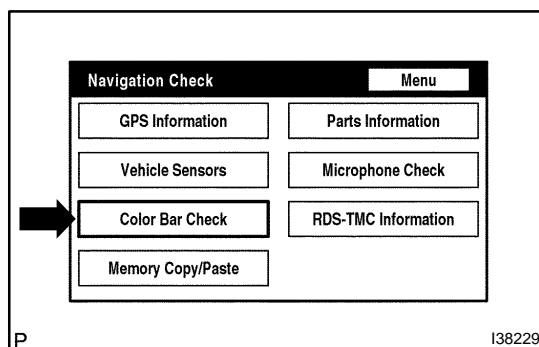 Navigation Check Menu
GPS Information Parts Information
Vehicle Sensors Microphone Check
Color Bar Check RDS-TMC Information
Memory Copy/Paste
P I38229